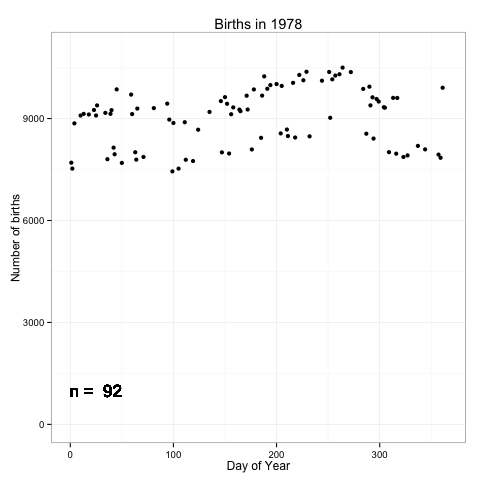 Births in 1978
Number of births
9000
6000
3000
0
n = 92
0 100 200 300
Day of Year